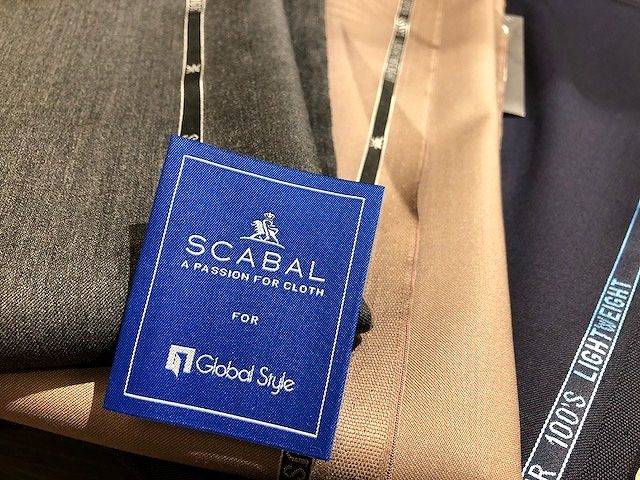 SCABAL
A PASSION FOR CLOTH
FOR
Global Style
R 100'S LIGHTWEIGHT